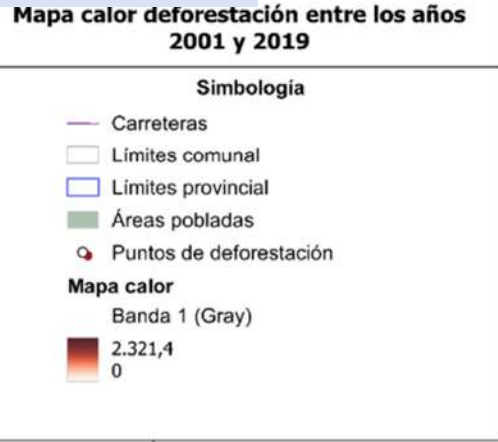 Mapa calor deforestación entre los años
2001 y 2019
Simbología
Carreteras
Límites comunal
Límites provincial
Áreas pobladas
Puntos de deforestación
Mapa calor
Banda 1 (Gray)
2.321,4
0